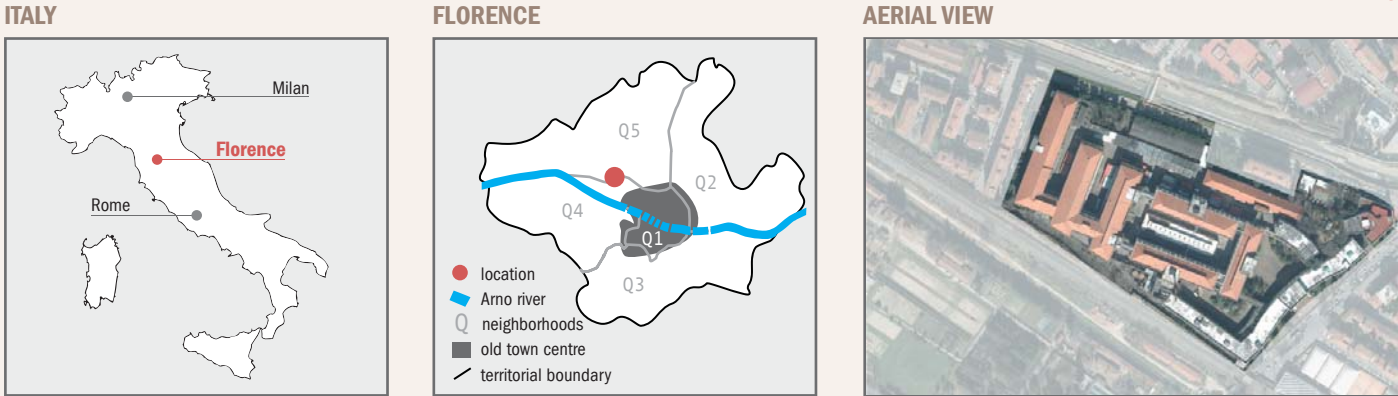 ITALY
Milan
Florence
Rome
FLORENCE
Q5
Q2
Q4
Q1
Q3
location
Arno river
Q neighborhoods
old town centre
territorial boundary
AERIAL VIEW